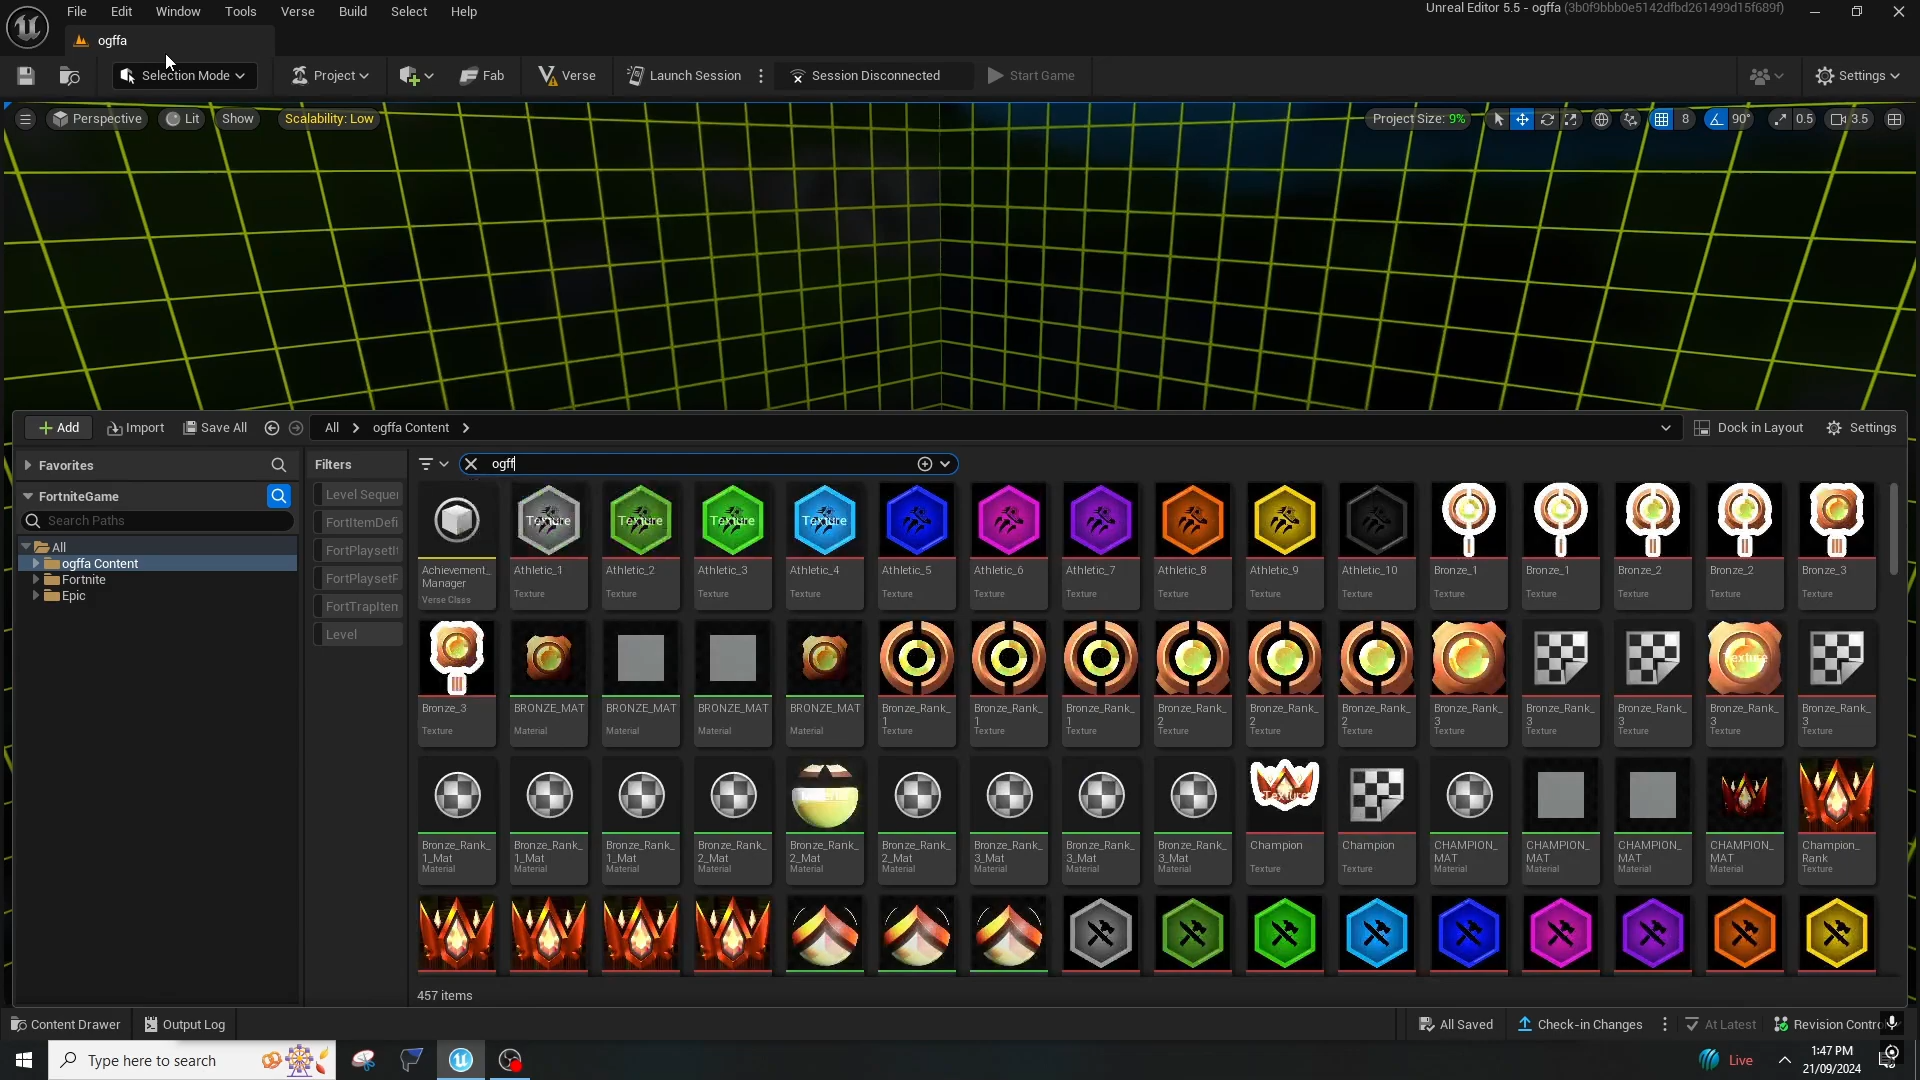 File Edit Window Tools Verse Build Select Help
Unreal Editor 5.5 - ogffa (3b0f9bbb0e5142dfbd261499d15f689f)
ogffa
Selection Mode Project Fab Verse Launch Session Session Disconnected Start Game Settings
Perspective Lit Show Scalability: Low Project Size: 9% 8 90° 0.5 3.5
Add Import Save All All ogffa Content Dock in Layout Settings
Favorites
FortniteGame
Search Paths
All
ogffa Content
Fortnite
Epic
Filters
Level Seque
FortItemDefi
FortPlaysetI
FortPlaysetF
FortTrapIten
Level
ogff
Texture Texture Texture Texture
Achievement_ Athletic_1 Athletic_2 Athletic_3 Athletic_4 Athletic_5 Athletic_6 Athletic_7 Athletic_8 Athletic_9 Athletic_10 Bronze_1 Bronze_1 Bronze_2 Bronze_2 Bronze_3
Manager
Verse Class Texture Texture Texture Texture Texture Texture Texture Texture Texture Texture Texture Texture Texture Texture Texture
Texture
Bronze_3 BRONZE_MAT BRONZE_MAT BRONZE_MAT BRONZE_MAT Bronze_Rank_ Bronze_Rank_ Bronze_Rank_ Bronze_Rank_ Bronze_Rank_ Bronze_Rank_ Bronze_Rank_ Bronze_Rank_ Bronze_Rank_ Bronze_Rank_ Bronze_Rank_
1 1 1 2 2 2 3 3 3 3 3
Texture Material Material Material Material Texture Texture Texture Texture Texture Texture Texture Texture Texture Texture Texture
Texture
Bronze_Rank_ Bronze_Rank_ Bronze_Rank_ Bronze_Rank_ Bronze_Rank_ Bronze_Rank_ Bronze_Rank_ Bronze_Rank_ Bronze_Rank_ Champion Champion CHAMPION_ CHAMPION_ CHAMPION_ CHAMPION_ Champion_
1_Mat 1_Mat 1_Mat 2_Mat 2_Mat 2_Mat 3_Mat 3_Mat 3_Mat MAT MAT MAT MAT Rank
Material Material Material Material Material Material Material Material Material Texture Texture Material Material Material Material Texture
457 items
Content Drawer Output Log All Saved Check-in Changes At Latest Revision Contro
Type here to search
Live
1:47 PM
21/09/2024